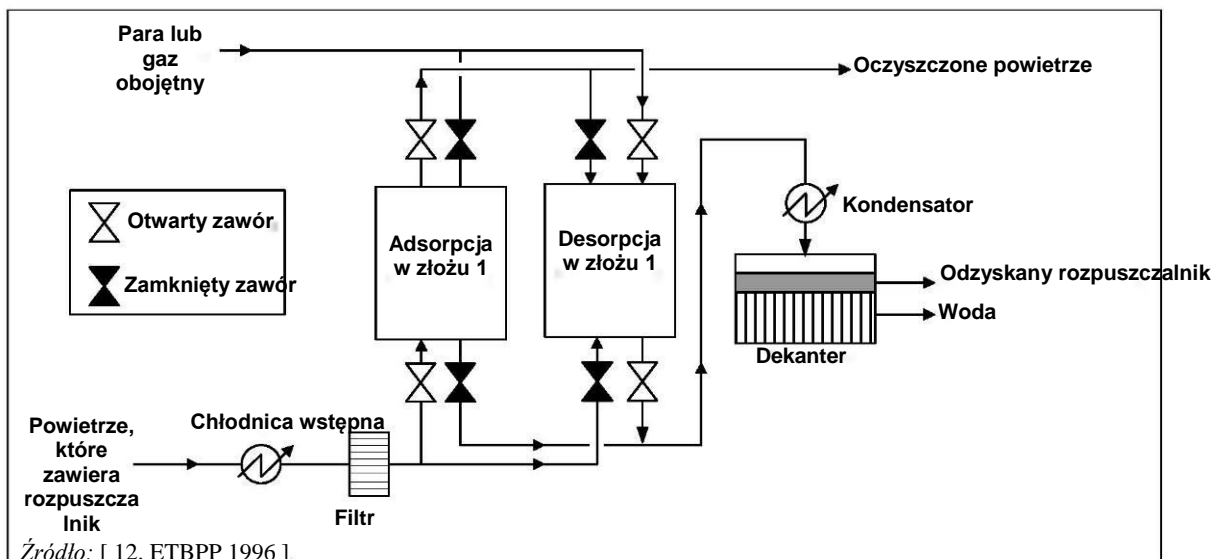 Para lub
gaz
obojętny
Oczyszczone powietrze
Otwarty zawór
Zamknięty zawór
Adsorpcja
w złożu 1
Desorpcja
w złożu 1
Kondensator
Odzyskany rozpuszczalnik
Woda
Dekanter
Chłodnica wstępna
Powietrze,
które
zawiera
rozpuszcza
lnik
Filtr
Źródło: [ 12, ETBPP 1996 ]